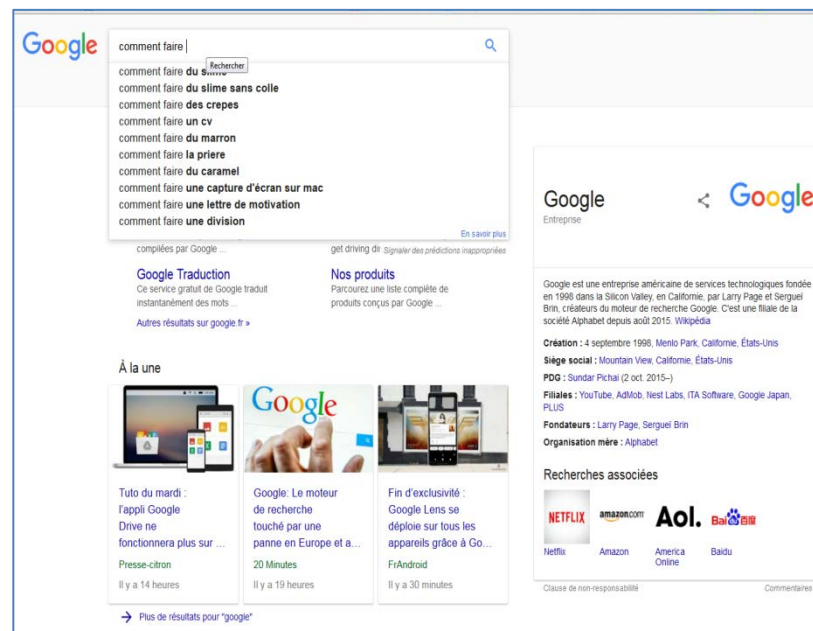 Google
comment faire
Rechercher
comment faire du slime
comment faire du slime sans colle
comment faire des crepes
comment faire un cv
comment faire du marron
comment faire la priere
comment faire du caramel
comment faire une capture d'écran sur mac
comment faire une lettre de motivation
comment faire une division
En savoir plus
compilées par Google ...
get driving dir
Signaler des prédictions inappropriées
Google Traduction
Ce service gratuit de Google traduit
instantanément des mots ...
Nos produits
Parcourez une liste complète de
produits conçus par Google ...
Autres résultats sur google.fr »
À la une
Google
Tuto du mardi :
l'appli Google
Drive ne
fonctionnera plus sur ...
Presse-citron
Il y a 14 heures
Google: Le moteur
de recherche
touché par une
panne en Europe et a...
20 Minutes
Il y a 19 heures
Fin d'exclusivité :
Google Lens se
déploie sur tous les
appareils grâce à Go...
FrAndroid
Il y a 30 minutes
Plus de résultats pour "google"
Google
Entreprise
Google
Google est une entreprise américaine de services technologiques fondée
en 1998 dans la Silicon Valley, en Californie, par Larry Page et Sergueï
Brin, créateurs du moteur de recherche Google. C'est une filiale de la
société Alphabet depuis août 2015. Wikipédia
Création : 4 septembre 1998, Menlo Park, Californie, États-Unis
Siège social : Mountain View, Californie, États-Unis
PDG : Sundar Pichai (2 oct. 2015–)
Filiales : YouTube, AdMob, Nest Labs, ITA Software, Google Japan,
PLUS
Fondateurs : Larry Page, Sergueï Brin
Organisation mère : Alphabet
Recherches associées
NETFLIX
amazon.com
Aol.
Bai du 百度
Netflix
Amazon
America
Online
Baidu
Clause de non-responsabilité
Commentaires